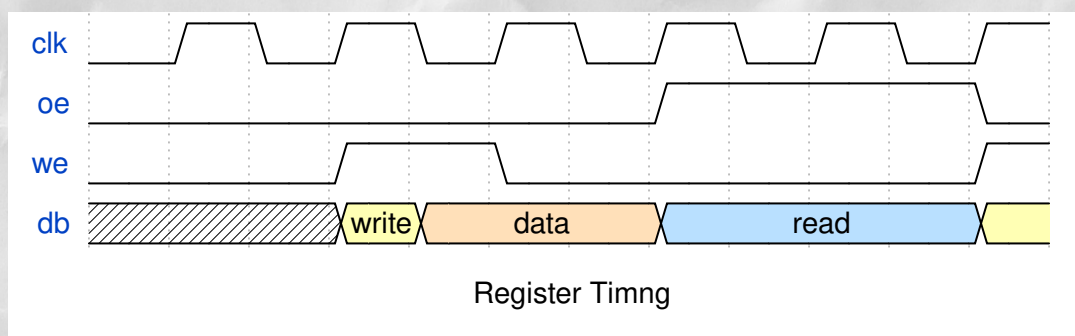 clk
oe
we
db write data read
Register Timng